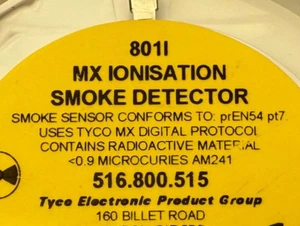 801I
MX IONISATION
SMOKE DETECTOR
SMOKE SENSOR CONFORMS TO: prEN54 pt7
USES TYCO MX DIGITAL PROTOCOL
CONTAINS RADIOACTIVE MATERIAL
<0.9 MICROCURIES AM241
516.800.515
Tyco Electronic Product Group
160 BILLET ROAD